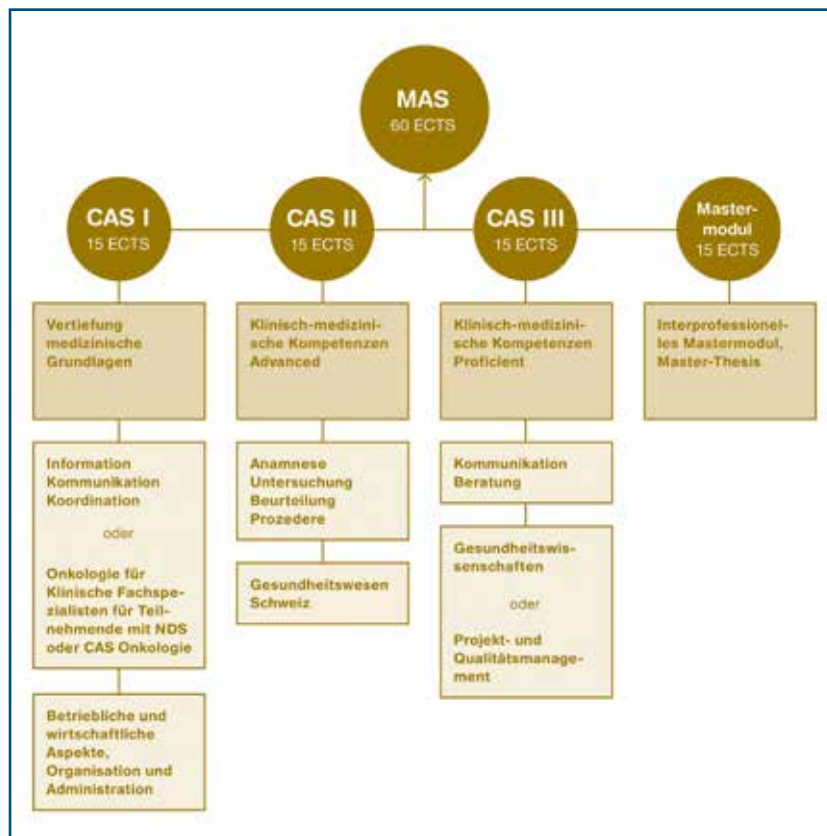 MAS
60 ECTS
CAS I
15 ECTS
CAS II
15 ECTS
CAS III
15 ECTS
Master-
modul
15 ECTS
Vertiefung
medizinische
Grundlagen
Klinisch-medizini-
sche Kompetenzen
Advanced
Klinisch-medizini-
sche Kompetenzen
Proficient
Interprofessionel-
les Mastermodul,
Master-Thesis
Information
Kommunikation
Koordination
oder
Onkologie für
Klinische Fachspe-
zialisten für Teil-
nehmende mit NDS
oder CAS Onkologie
Anamnese
Untersuchung
Beurteilung
Prozedere
Kommunikation
Beratung
Gesundheitswesen
Schweiz
Gesundheitswis-
senschaften
oder
Projekt- und
Qualitätsmanage-
ment
Betriebliche und
wirtschaftliche
Aspekte,
Organisation und
Administration